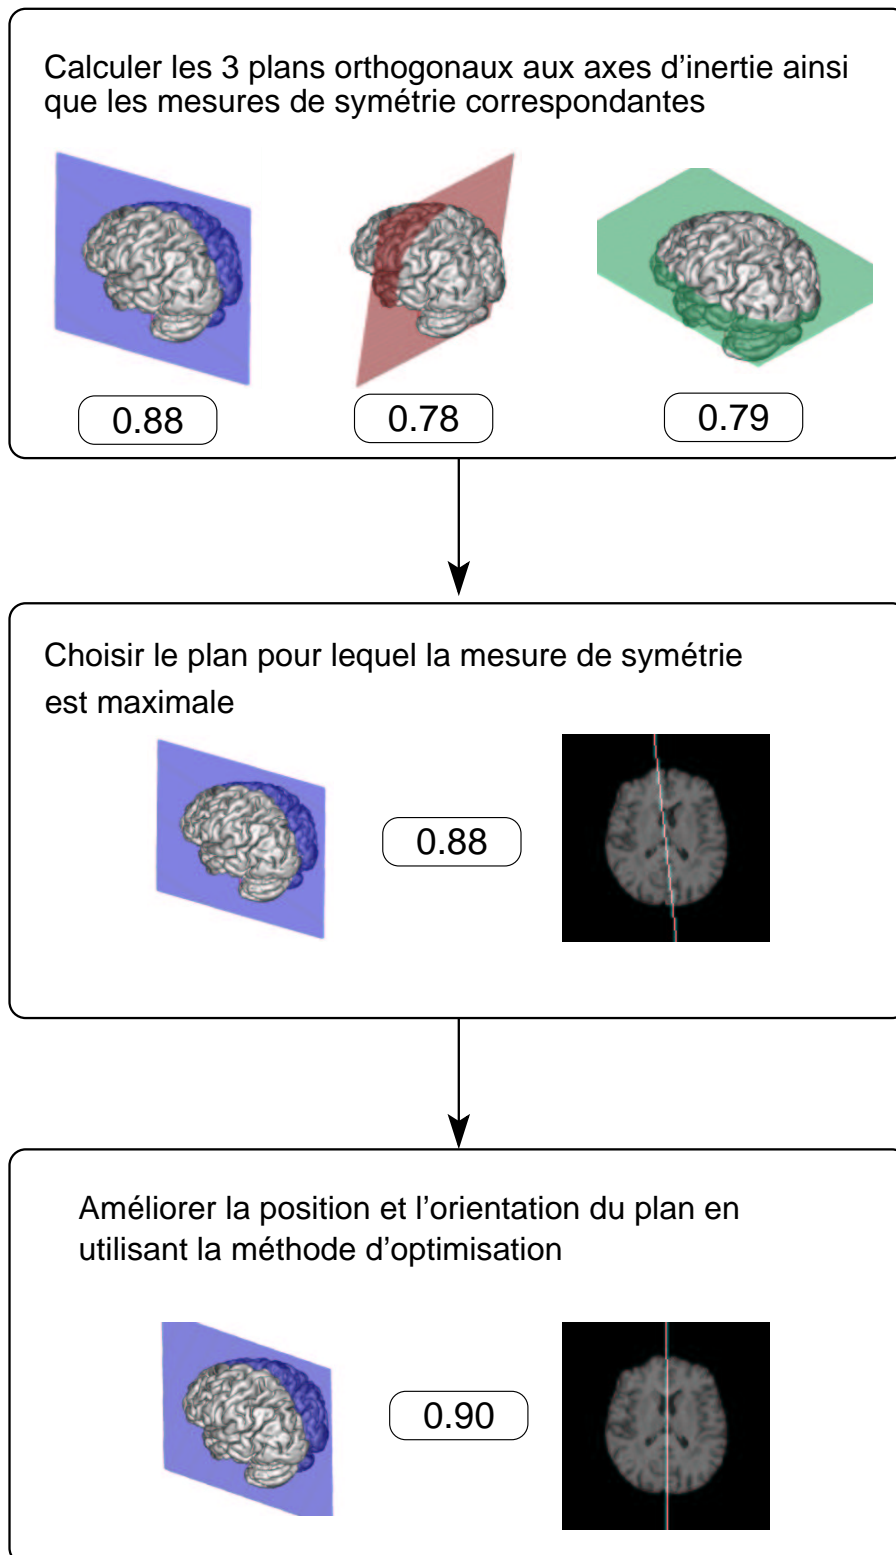 Calculer les 3 plans orthogonaux aux axes d’inertie ainsi
que les mesures de symétrie correspondantes
0.88
0.78
0.79
Choisir le plan pour lequel la mesure de symétrie
est maximale
0.88
Améliorer la position et l’orientation du plan en
utilisant la méthode d’optimisation
0.90